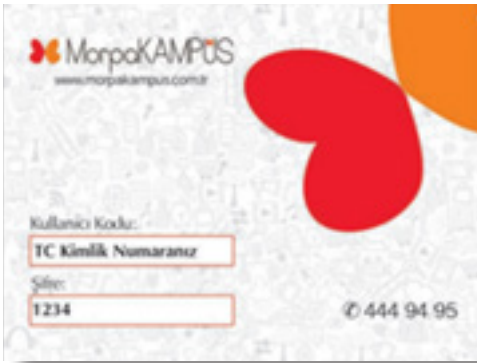 MorpaKAMPÜS
www.morpakampus.com.tr
Kullanıcı Kodu:
TC Kimlik Numaranız
Şifre:
1234
✆ 444 94 95